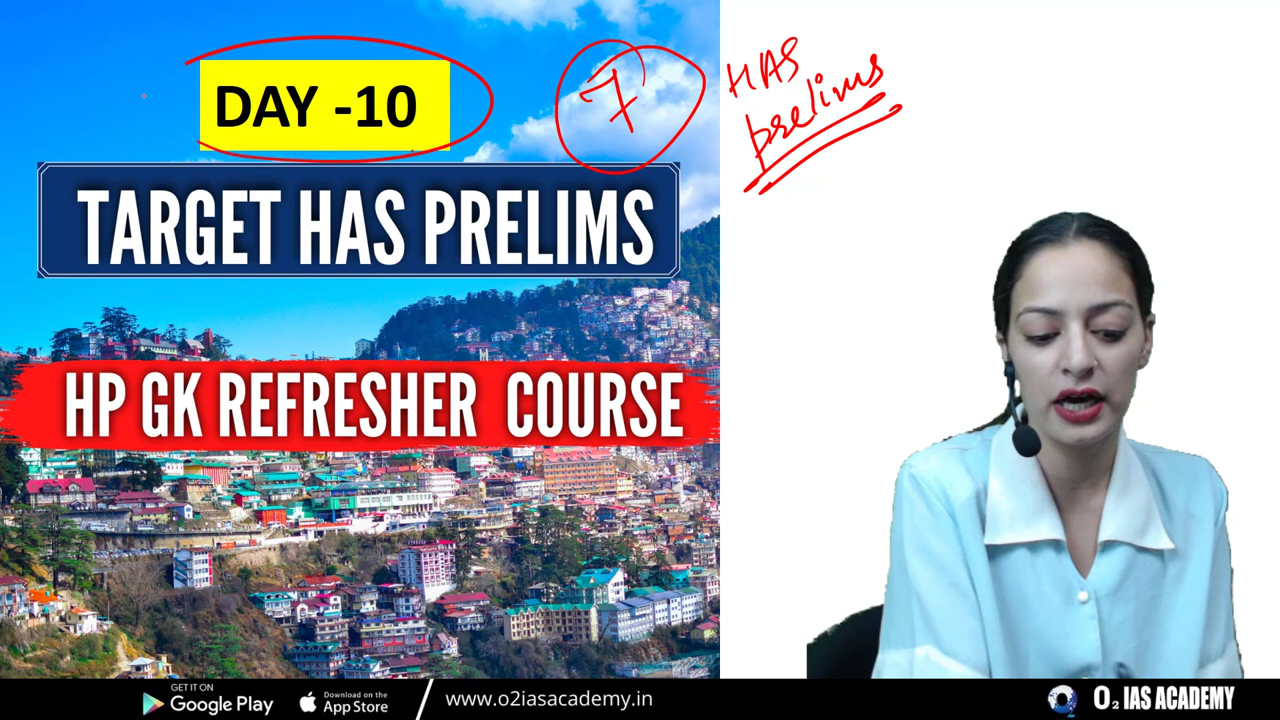 DAY -10
7
HAS
prelims
TARGET HAS PRELIMS
HP GK REFRESHER COURSE
GET IT ON
Google Play
Download on the
App Store
www.o2iasacademy.in
O₂ IAS ACADEMY